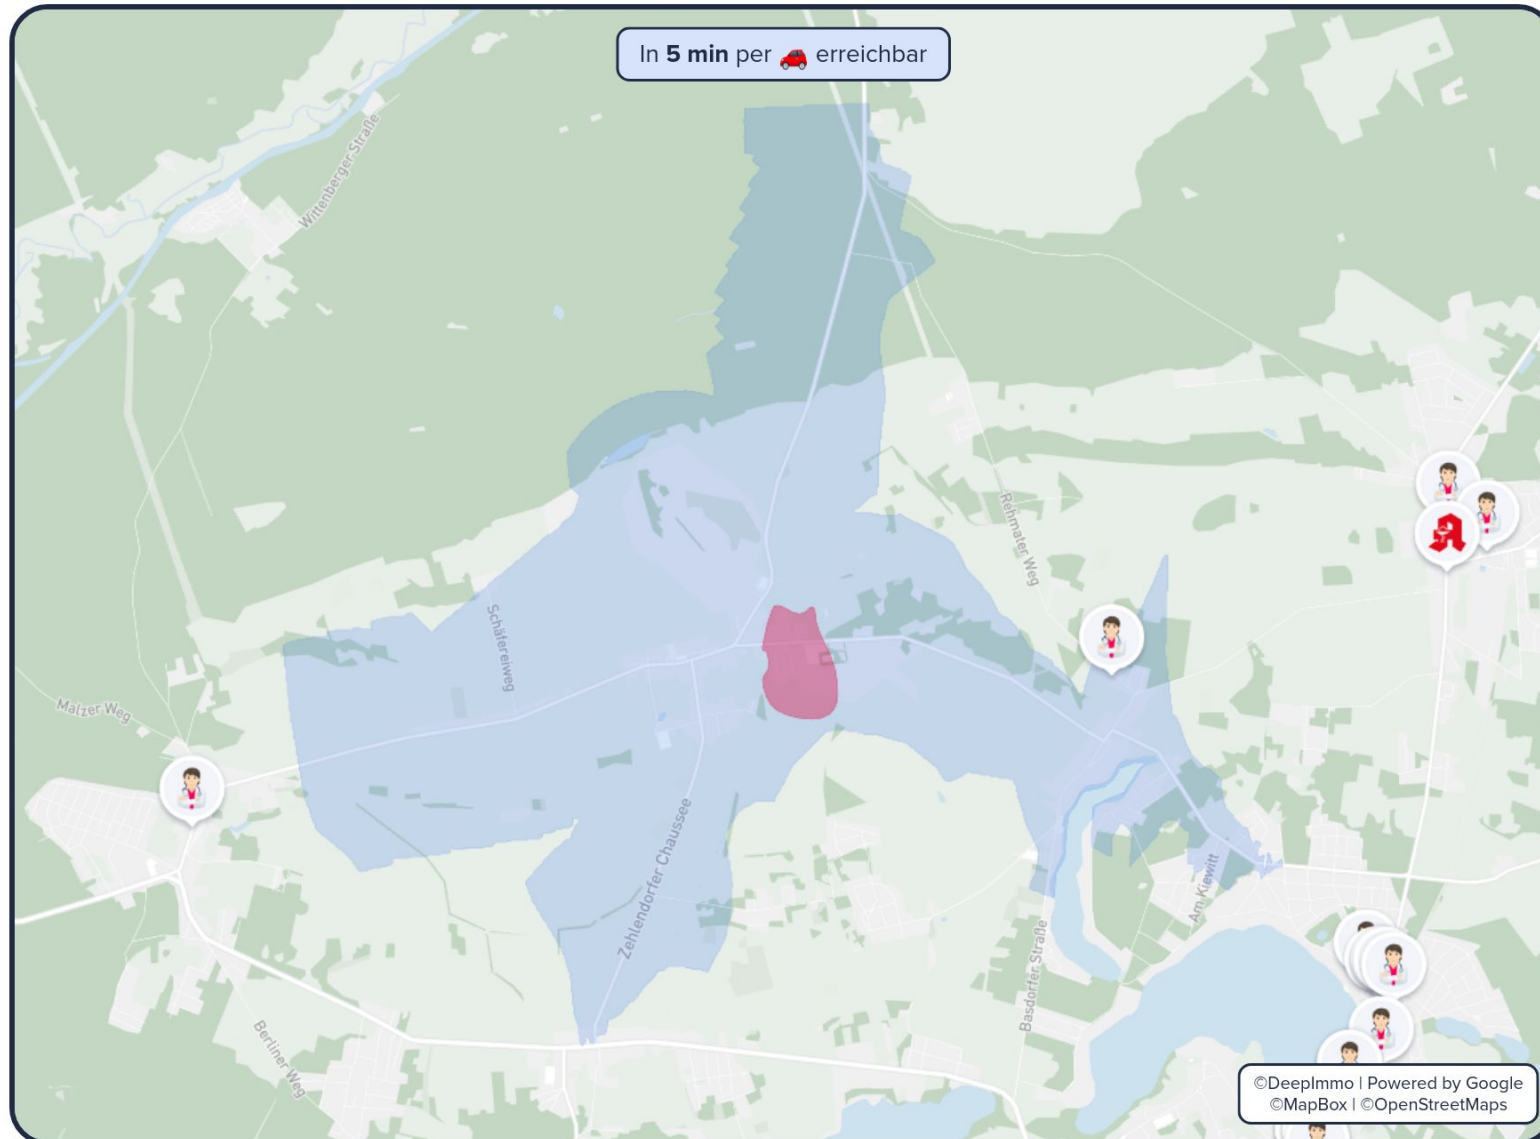 In 5 min per erreichbar
Wittenberger Straße
Rehmater Weg
Schäfereiweg
Malzer Weg
Zehlendorfer Chaussee
Am Kiewitt
Basdorfer Straße
Berliner Weg
A
©DeepImmo | Powered by Google
©MapBox | ©OpenStreetMaps